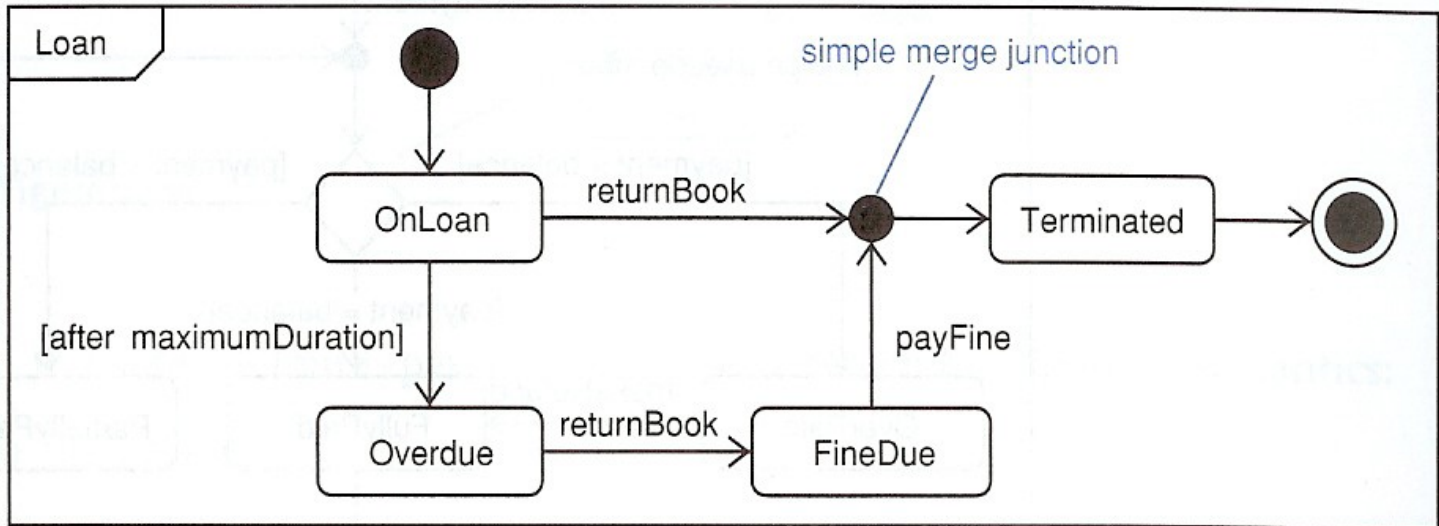 Loan
simple merge junction
returnBook
OnLoan
Terminated
[after maximumDuration]
payFine
returnBook
Overdue
FineDue